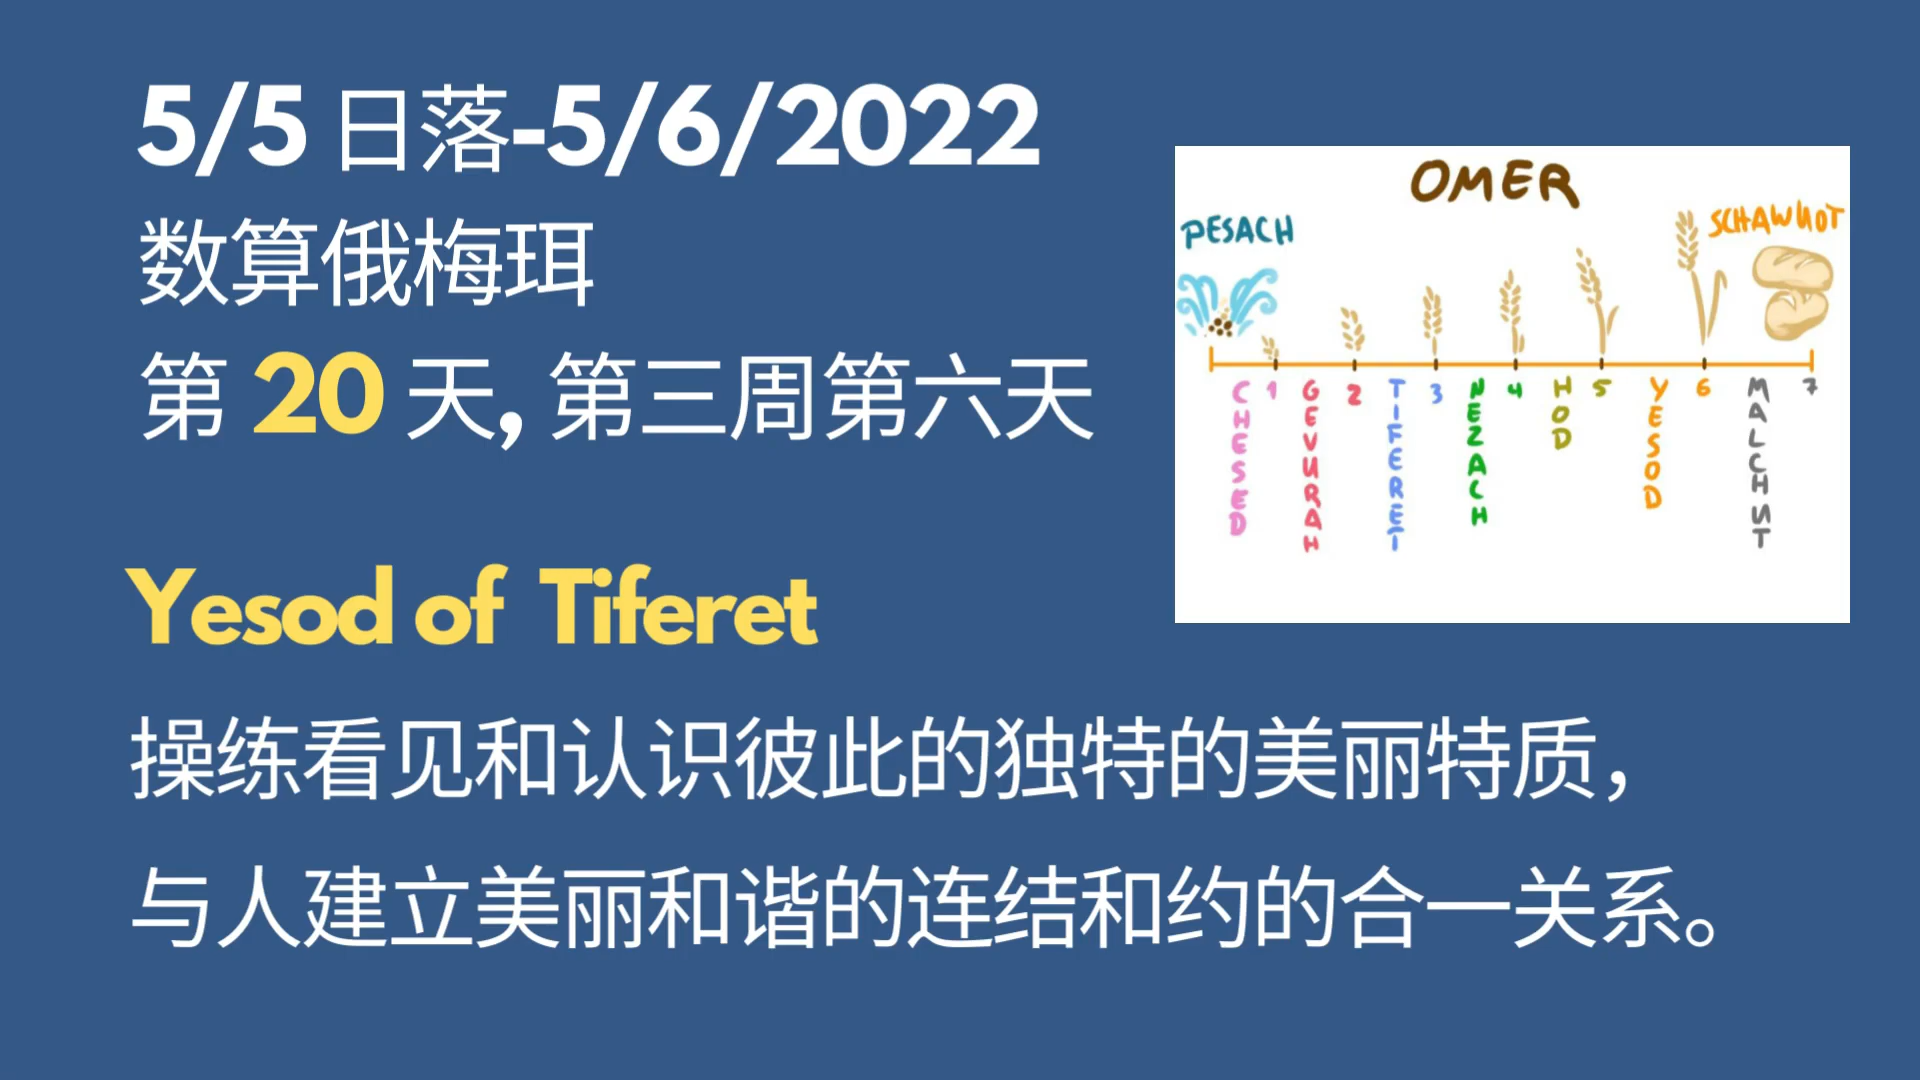 5/5 日落-5/6/2022
数算俄梅珥
第 20 天, 第三周第六天
Yesod of Tiferet
操练看见和认识彼此的独特的美丽特质，
与人建立美丽和谐的连结和约的合一关系。
OMER
PESACH
SCHAWUOT
1 2 3 4 5 6 7
CHESED
GEVURAH
TIFERET
NEZACH
HOD
YESOD
MALCHUT